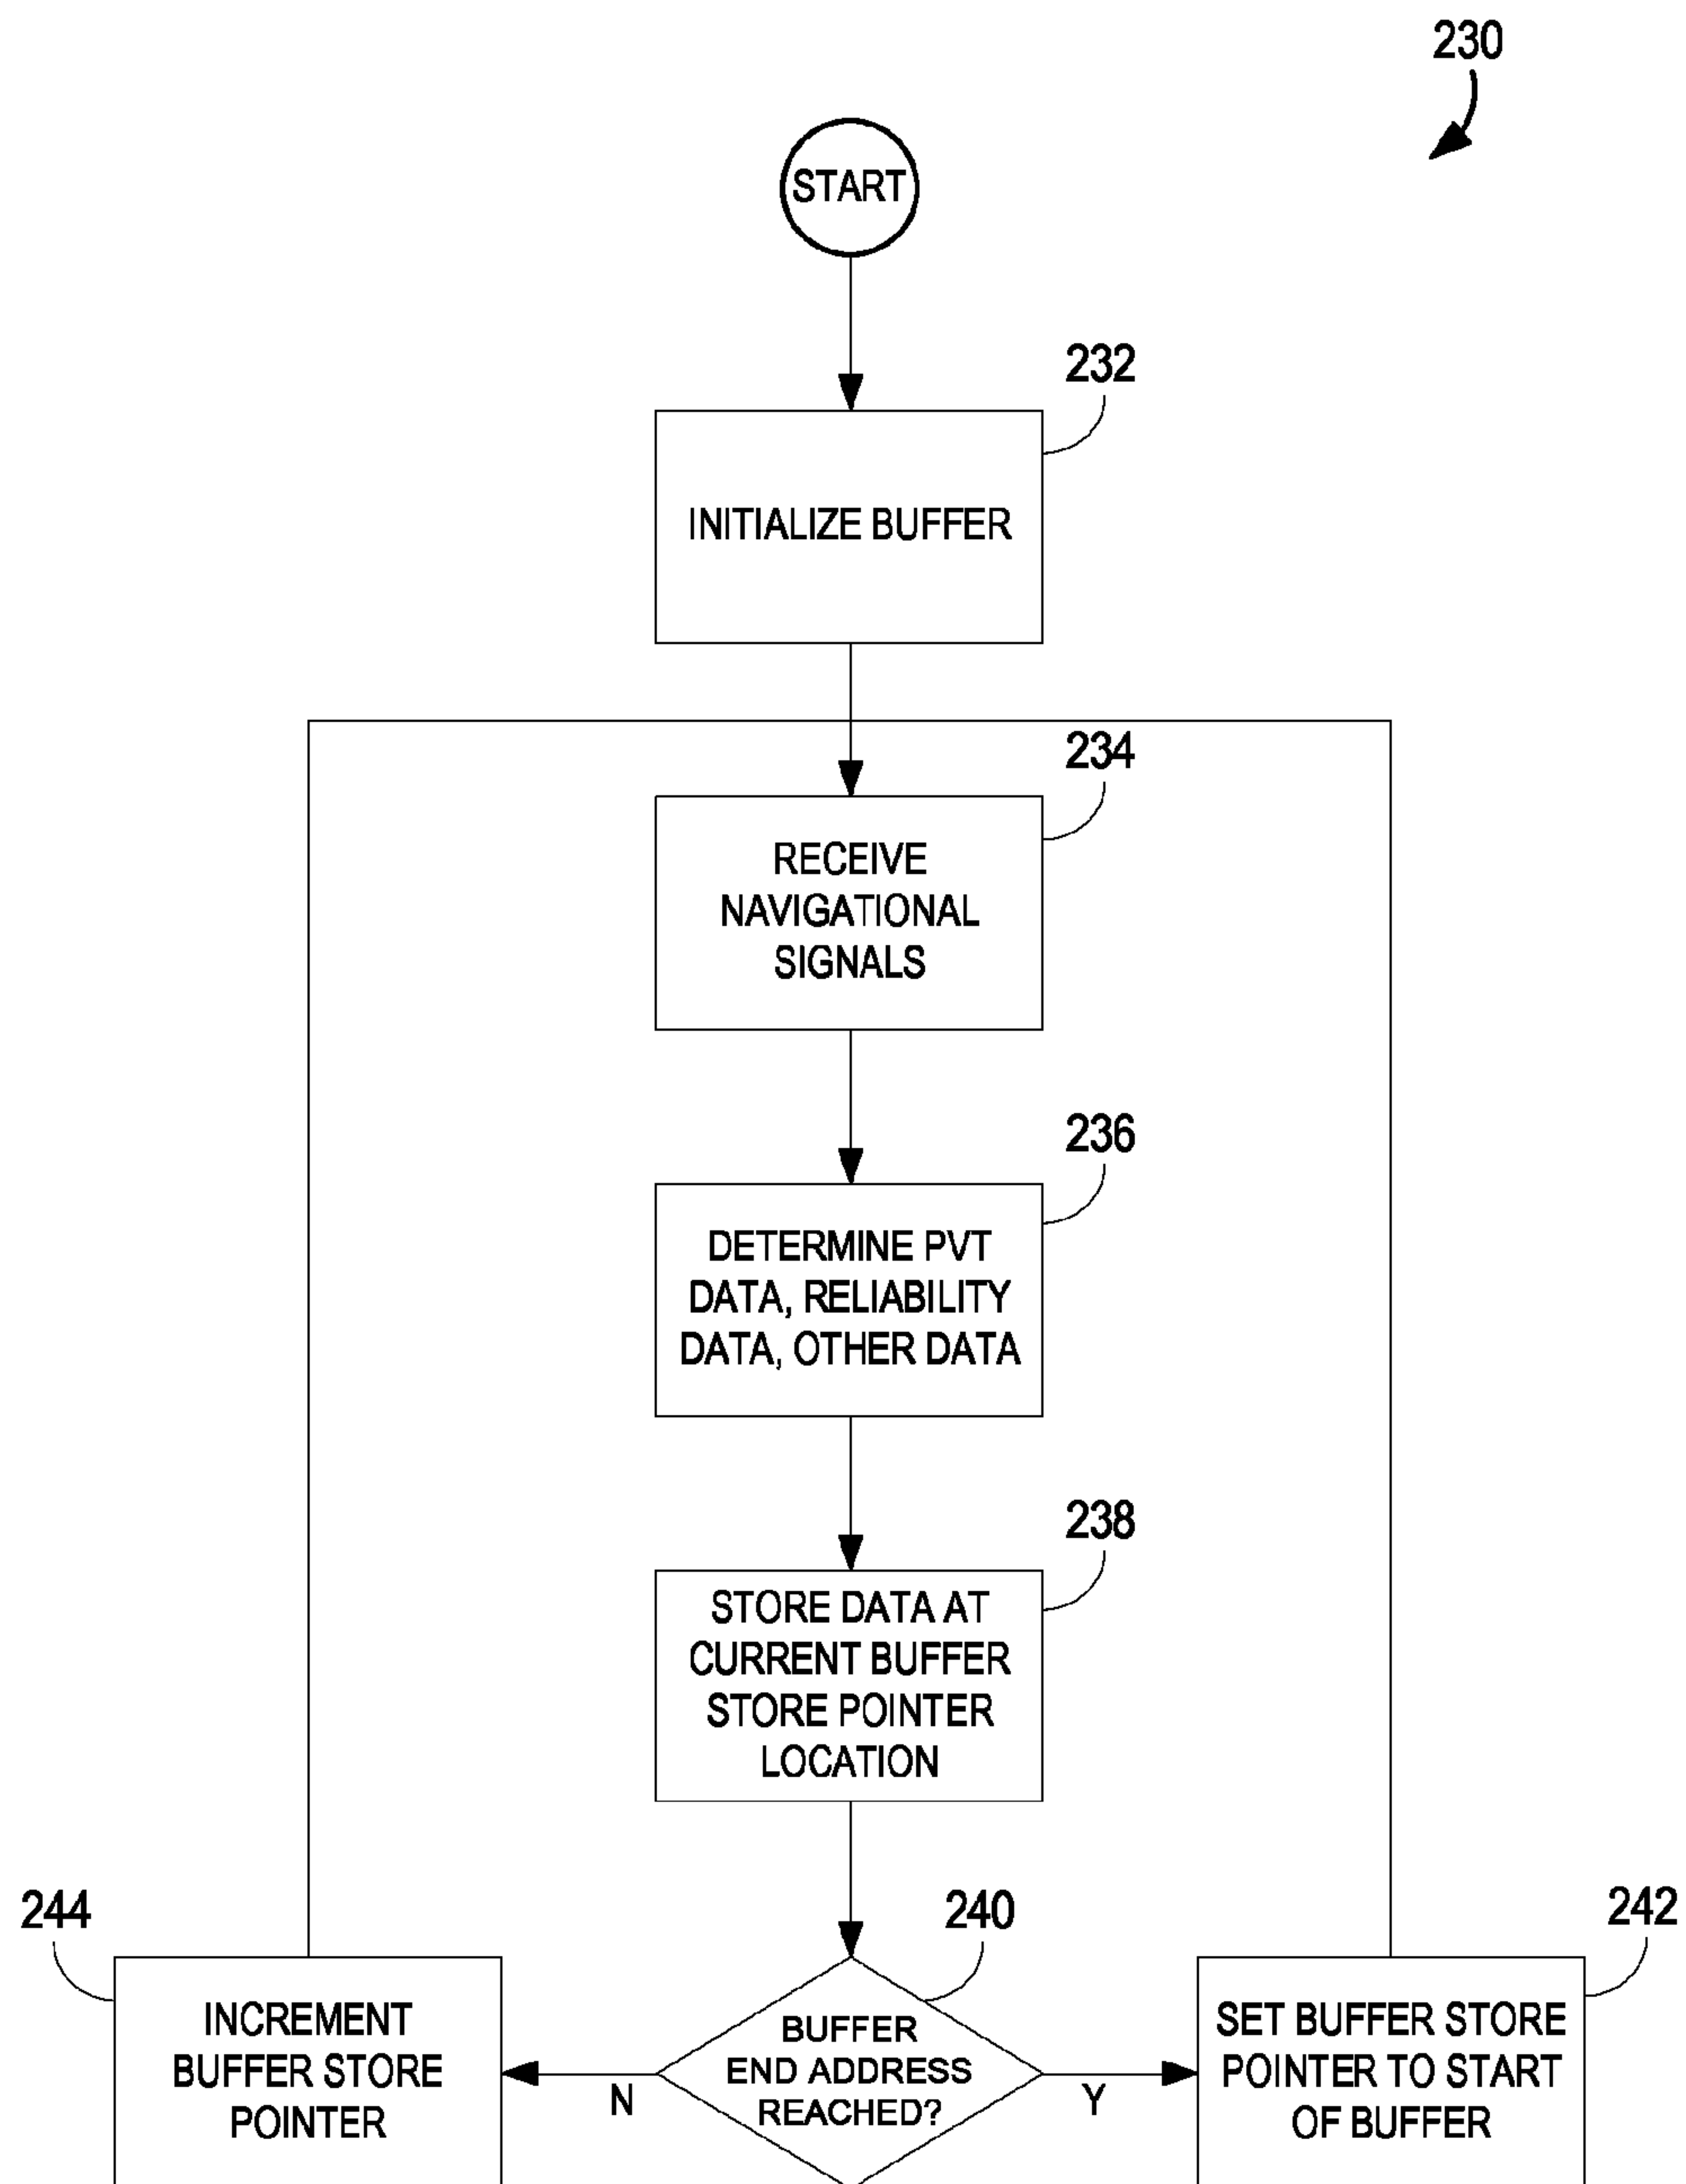 230
START
232
INITIALIZE BUFFER
234
RECEIVE
NAVIGATIONAL
SIGNALS
236
DETERMINE PVT
DATA, RELIABILITY
DATA, OTHER DATA
238
STORE DATA AT
CURRENT BUFFER
STORE POINTER
LOCATION
244
INCREMENT
BUFFER STORE
POINTER
N
240
BUFFER
END ADDRESS
REACHED?
Y
242
SET BUFFER STORE
POINTER TO START
OF BUFFER